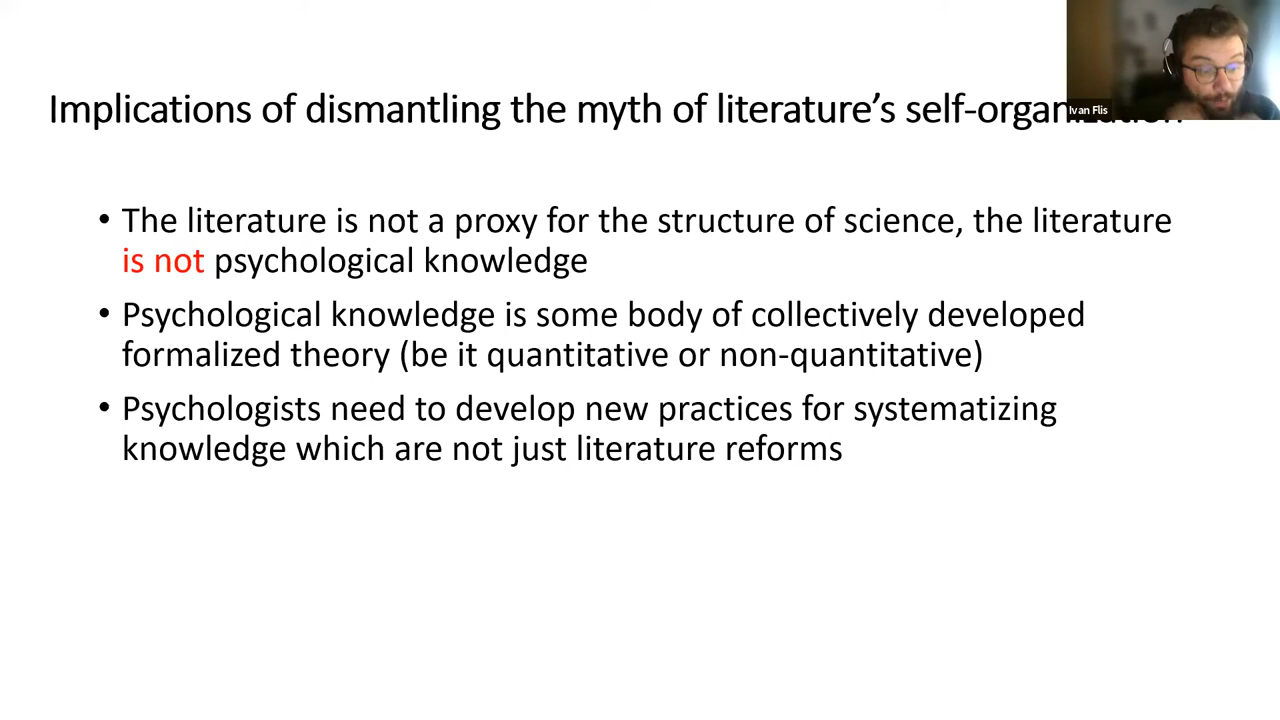 Implications of dismantling the myth of literature's self-organization
Ivan Flis
• The literature is not a proxy for the structure of science, the literature
is not psychological knowledge
• Psychological knowledge is some body of collectively developed
formalized theory (be it quantitative or non-quantitative)
• Psychologists need to develop new practices for systematizing
knowledge which are not just literature reforms